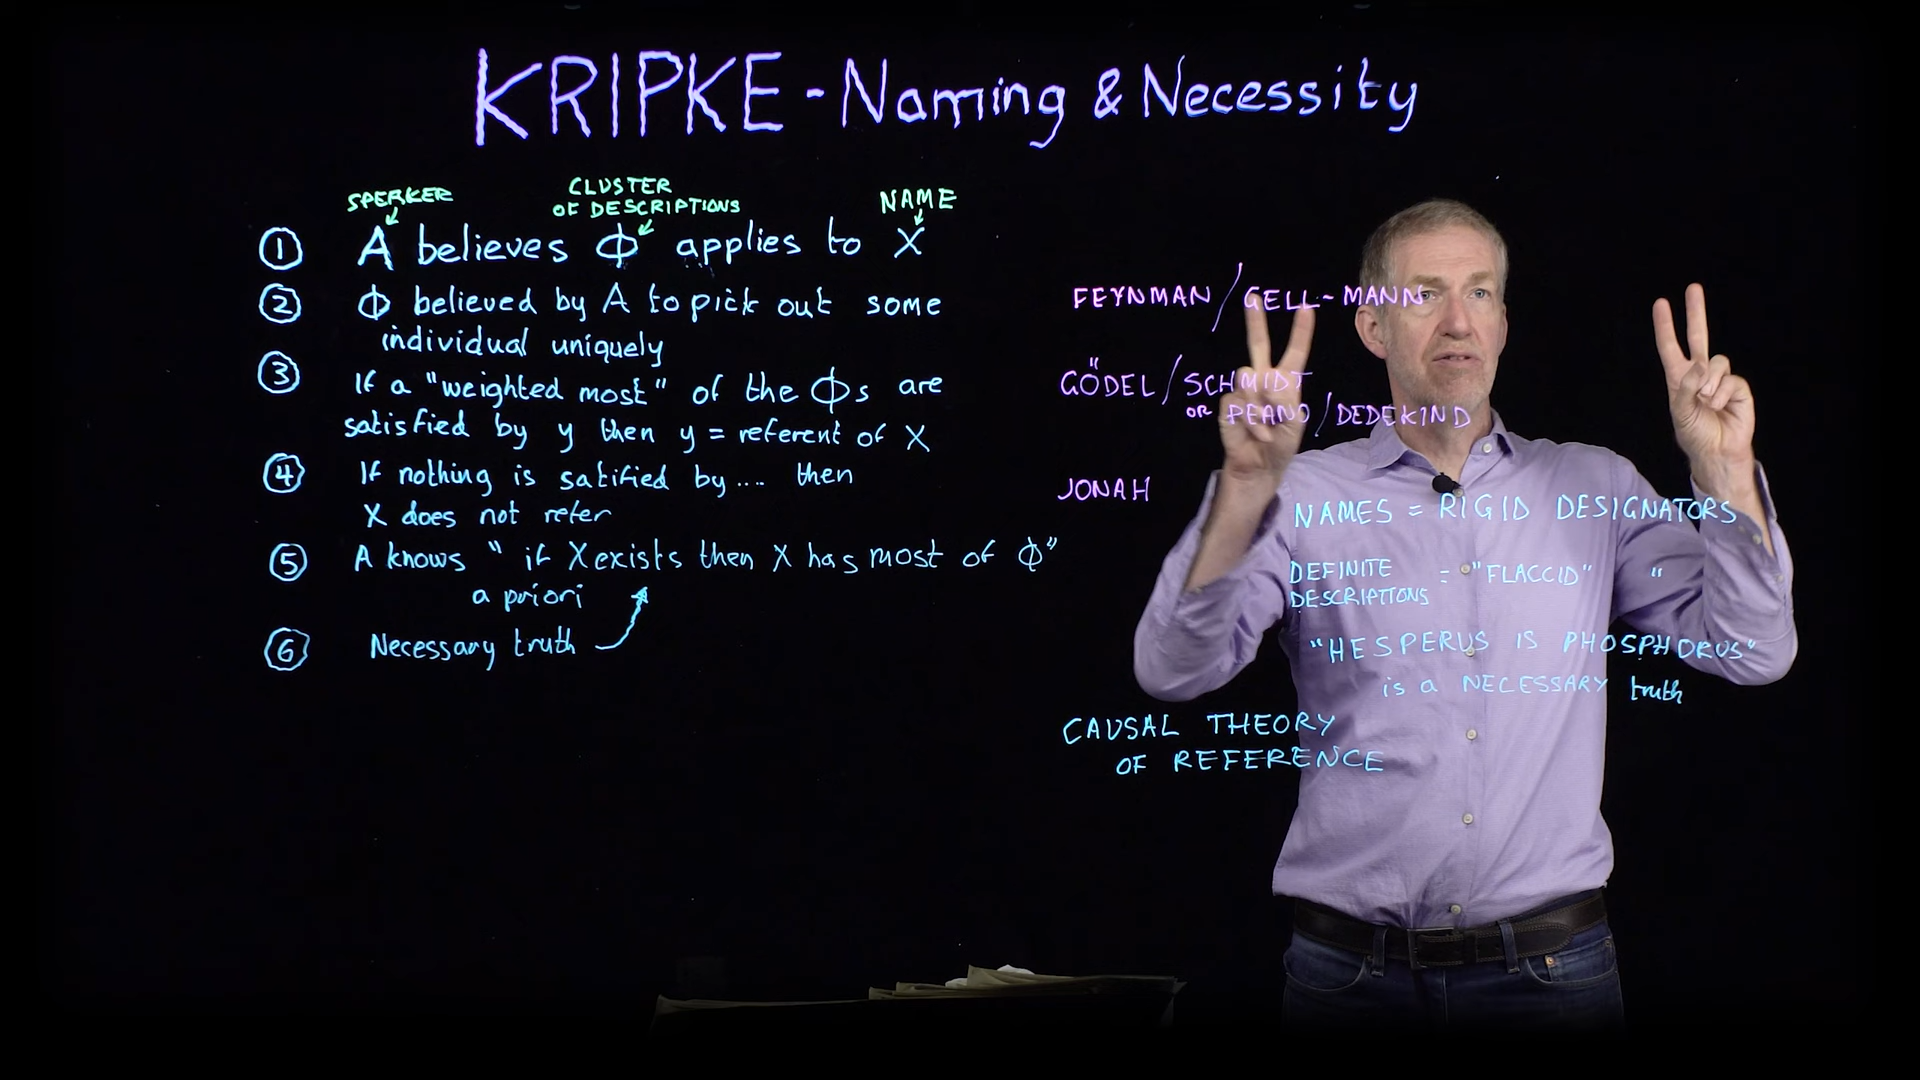 KRIPKE - Naming & Necessity
SPEAKER
CLUSTER
OF DESCRIPTIONS
NAME
① A believes Φ applies to X
② Φ believed by A to pick out some
individual uniquely
③ If a "weighted most" of the Φs are
satisfied by y then y = referent of X
④ If nothing is satified by.... then
X does not refer
⑤ A knows "if X exists then X has most of Φ"
a priori
⑥ Necessary truth
FEYNMAN / GELL-MANN
GÖDEL / SCHMIDT
OR PEANO / DEDEKIND
JONAH
NAMES = RIGID DESIGNATORS
DEFINITE
DESCRIPTIONS = "FLACCID" "
"HESPERUS IS PHOSPHORUS"
is a NECESSARY truth
CAUSAL THEORY
OF REFERENCE